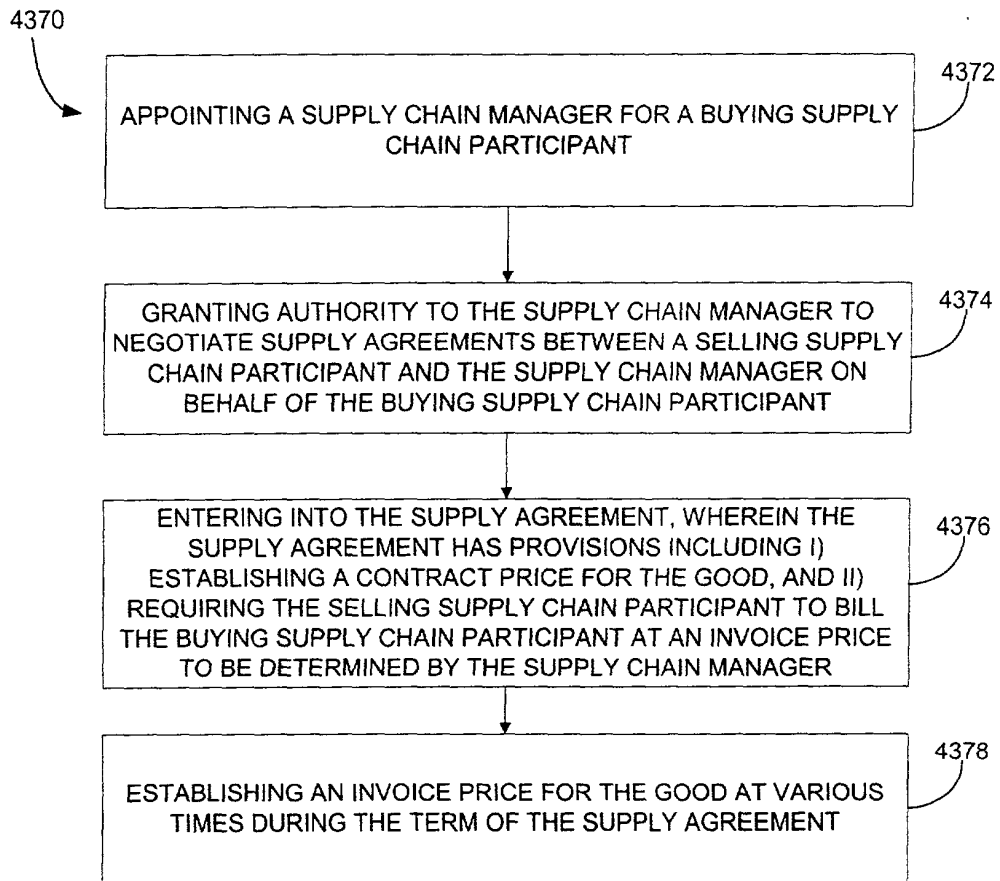 4370
4372
APPOINTING A SUPPLY CHAIN MANAGER FOR A BUYING SUPPLY
CHAIN PARTICIPANT
4374
GRANTING AUTHORITY TO THE SUPPLY CHAIN MANAGER TO
NEGOTIATE SUPPLY AGREEMENTS BETWEEN A SELLING SUPPLY
CHAIN PARTICIPANT AND THE SUPPLY CHAIN MANAGER ON
BEHALF OF THE BUYING SUPPLY CHAIN PARTICIPANT
4376
ENTERING INTO THE SUPPLY AGREEMENT, WHEREIN THE
SUPPLY AGREEMENT HAS PROVISIONS INCLUDING I)
ESTABLISHING A CONTRACT PRICE FOR THE GOOD, AND II)
REQUIRING THE SELLING SUPPLY CHAIN PARTICIPANT TO BILL
THE BUYING SUPPLY CHAIN PARTICIPANT AT AN INVOICE PRICE
TO BE DETERMINED BY THE SUPPLY CHAIN MANAGER
4378
ESTABLISHING AN INVOICE PRICE FOR THE GOOD AT VARIOUS
TIMES DURING THE TERM OF THE SUPPLY AGREEMENT